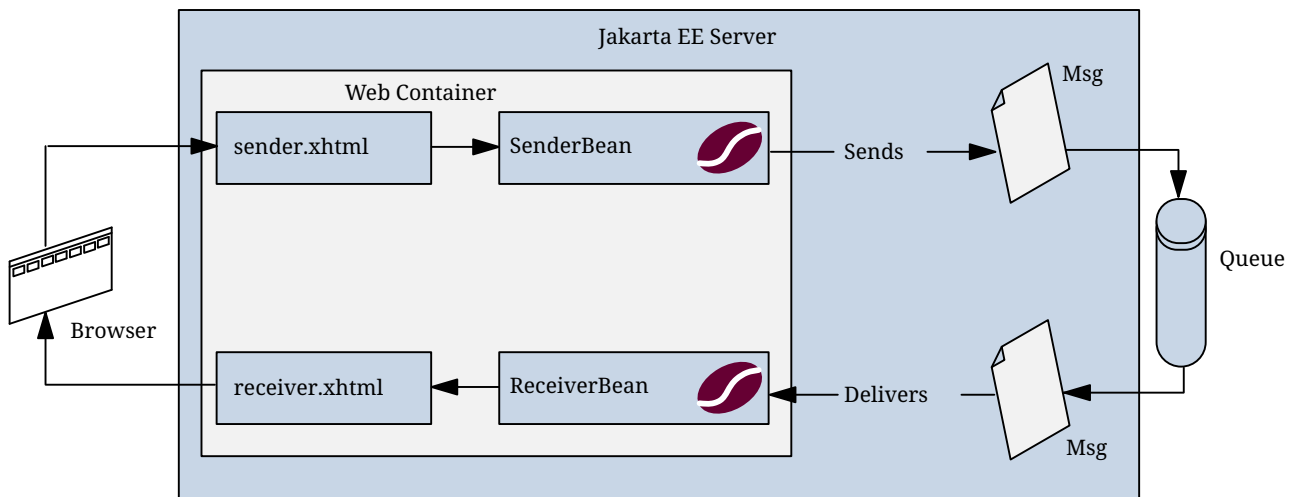 Jakarta EE Server
Web Container
Msg
sender.xhtml
SenderBean
Sends
Queue
Browser
receiver.xhtml
ReceiverBean
Delivers
Msg